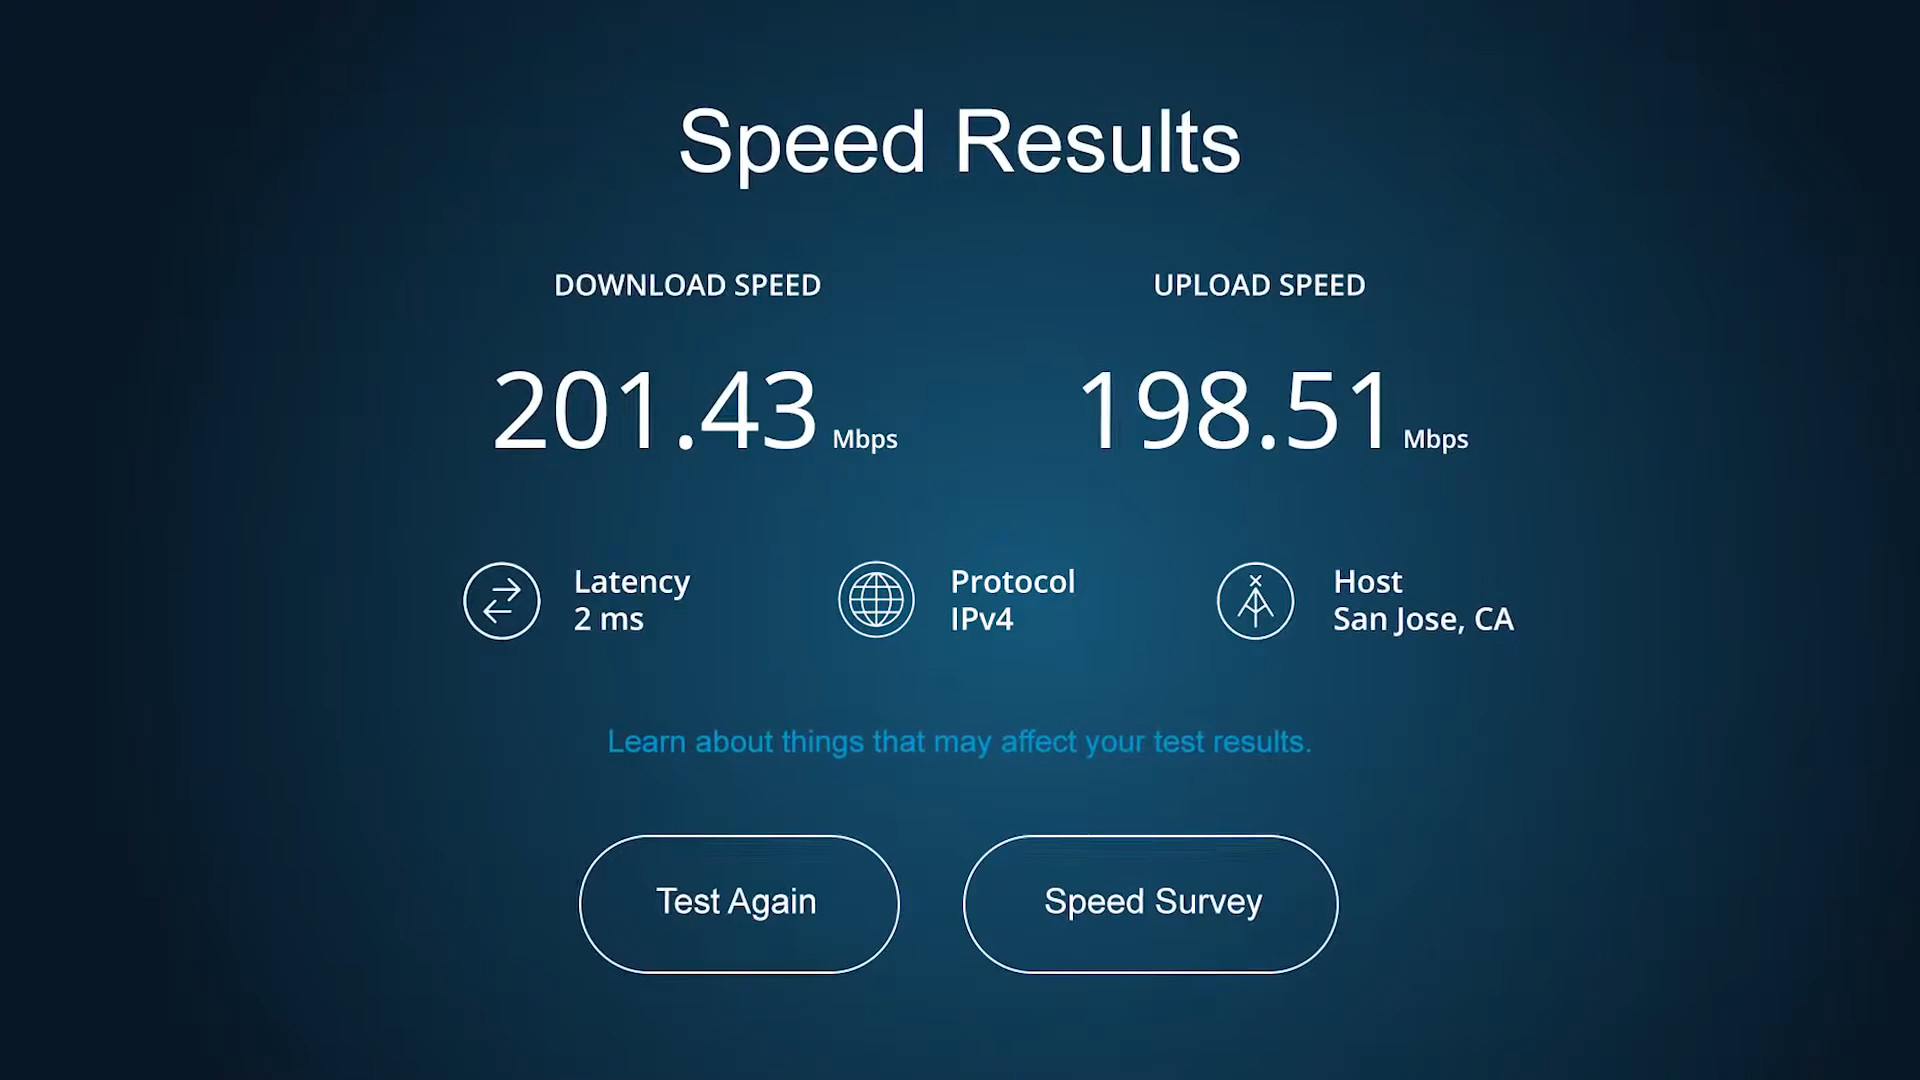 Speed Results
DOWNLOAD SPEED
UPLOAD SPEED
201.43 Mbps
198.51 Mbps
Latency
2 ms
Protocol
IPv4
Host
San Jose, CA
Learn about things that may affect your test results.
Test Again
Speed Survey